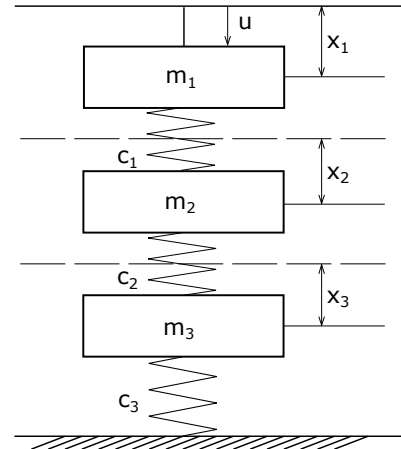 u
x₁
m₁
c₁
x₂
m₂
c₂
x₃
m₃
c₃